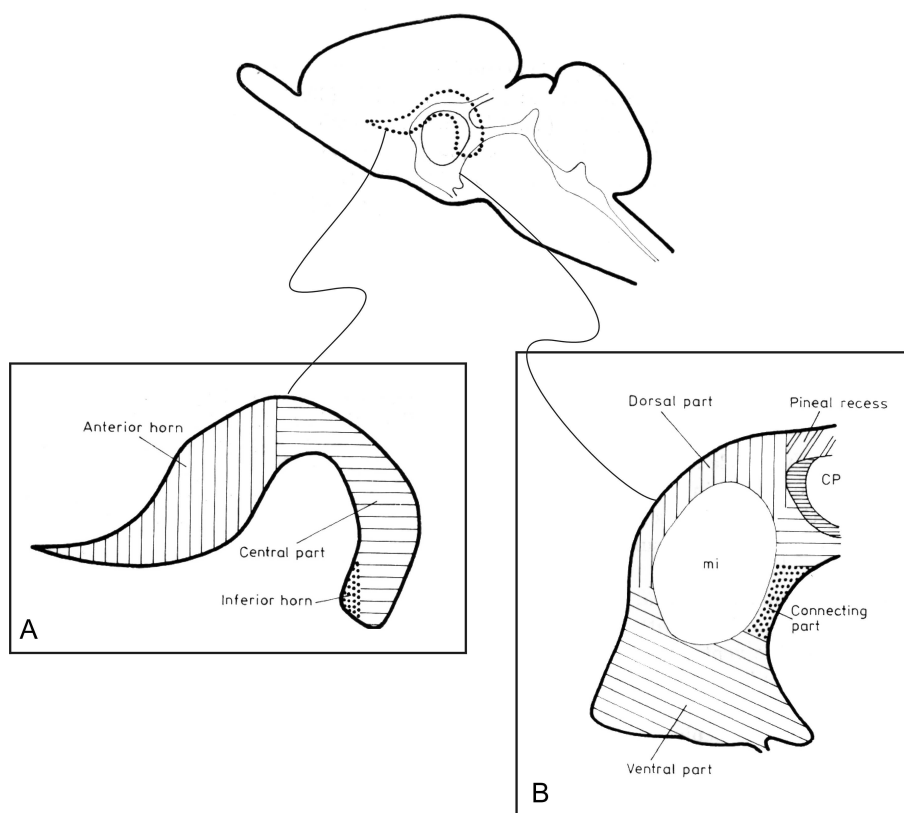 Anterior horn
Central part
Inferior horn
A
Dorsal part
Pineal recess
CP
mi
Connecting
part
Ventral part
B